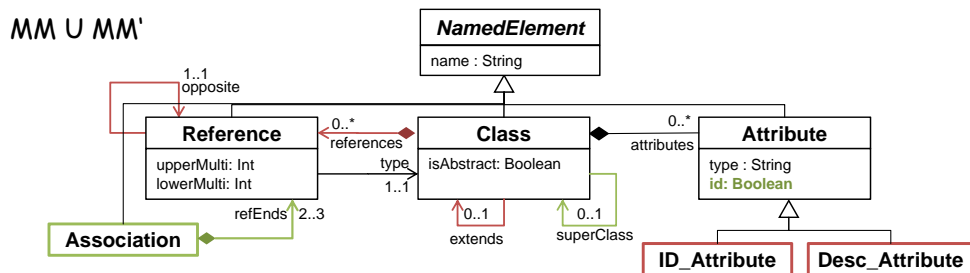 MM U MM'
NamedElement
name : String
1..1
opposite
Reference
upperMulti: Int
lowerMulti: Int
0..*
references
type
1..1
Class
isAbstract: Boolean
0..*
attributes
Attribute
type : String
id: Boolean
refEnds
2..3
0..1
extends
0..1
superClass
Association
ID_Attribute
Desc_Attribute